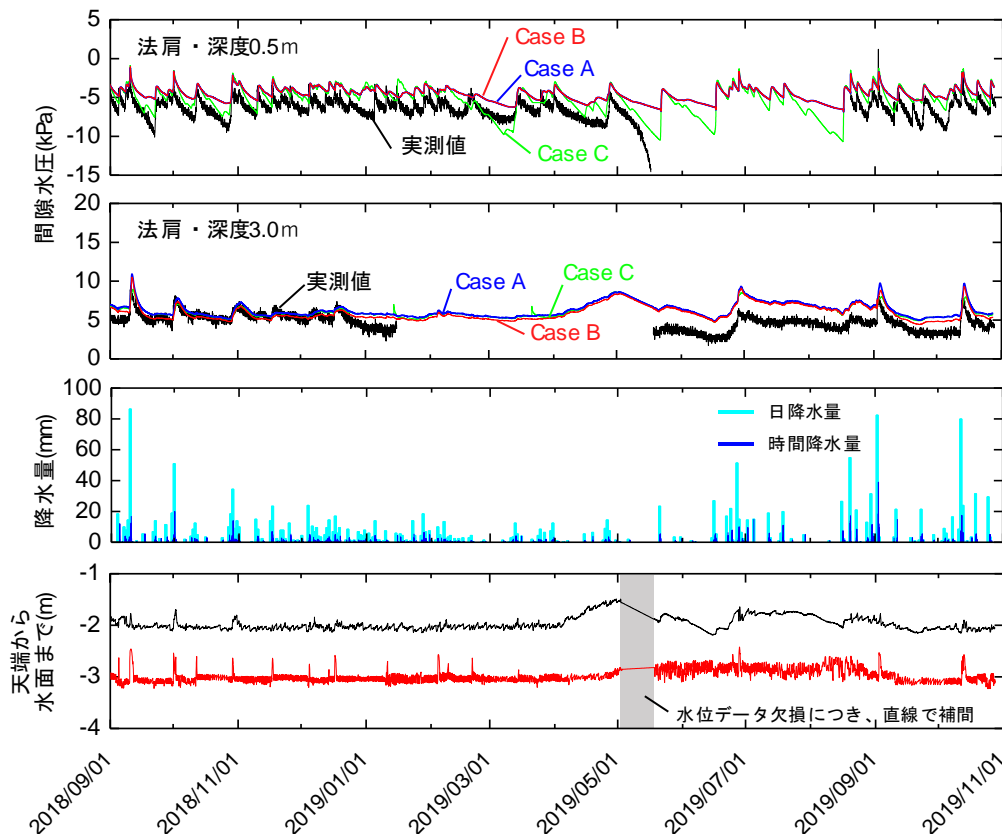 間隙水圧(kPa)
5
0
-5
-10
-15
法肩・深度0.5m
Case B
Case A
実測値
Case C
20
15
10
5
0
法肩・深度3.0m
実測値
Case A
Case C
Case B
降水量(mm)
100
80
60
40
20
0
日降水量
時間降水量
天端から
水面まで(m)
-1
-2
-3
-4
水位データ欠損につき、直線で補間
2018/09/01
2018/11/01
2019/01/01
2019/03/01
2019/05/01
2019/07/01
2019/09/01
2019/11/01